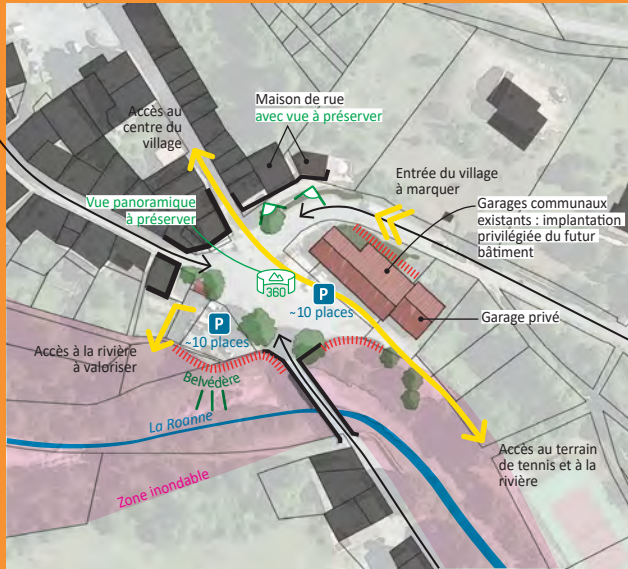 Accès au
centre du
village
Maison de rue
avec vue à préserver
Entrée du village
à marquer
Vue panoramique
à préserver
Garages communaux
existants : implantation
privilégiée du futur
bâtiment
360°
P
~10 places
P
~10 places
Garage privé
Accès à la rivière
à valoriser
Belvédère
La Roanne
Accès au terrain
de tennis et à la
rivière
Zone inondable